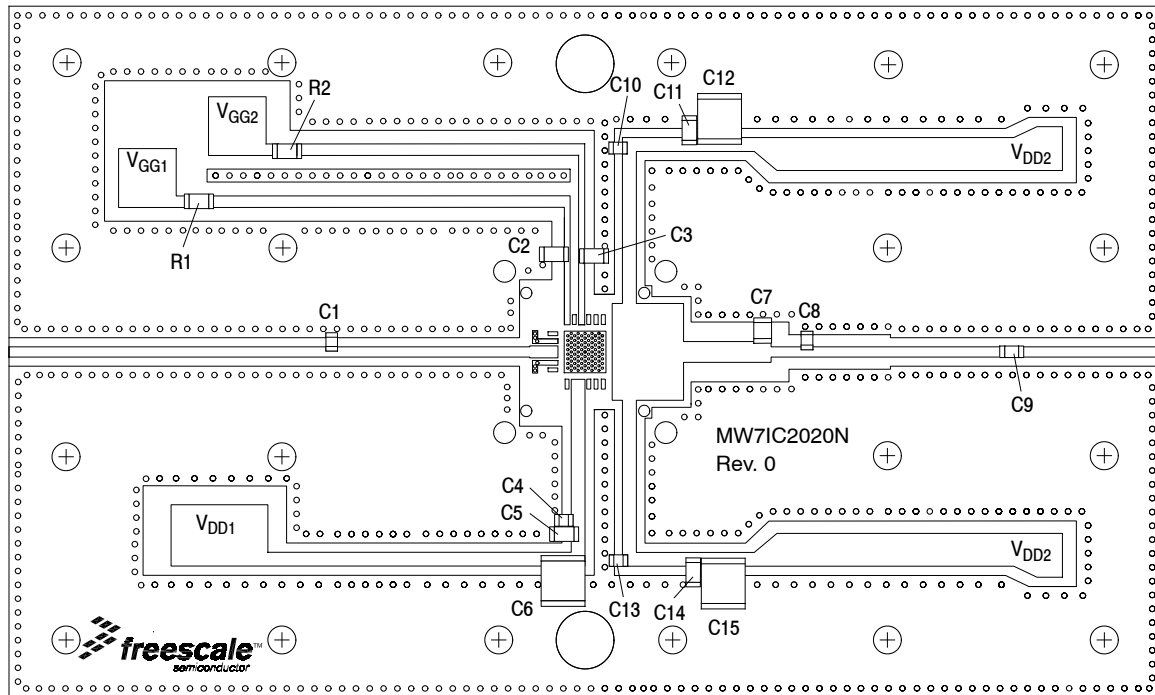 C12
C10
C11
R2
VGG2
VGG1
VDD2
R1
C2
C3
C1
C7
C8
C9
MW7IC2020N
Rev. 0
C4
C5
VDD1
VDD2
C6
C13
C14
C15
freescale™
semiconductor